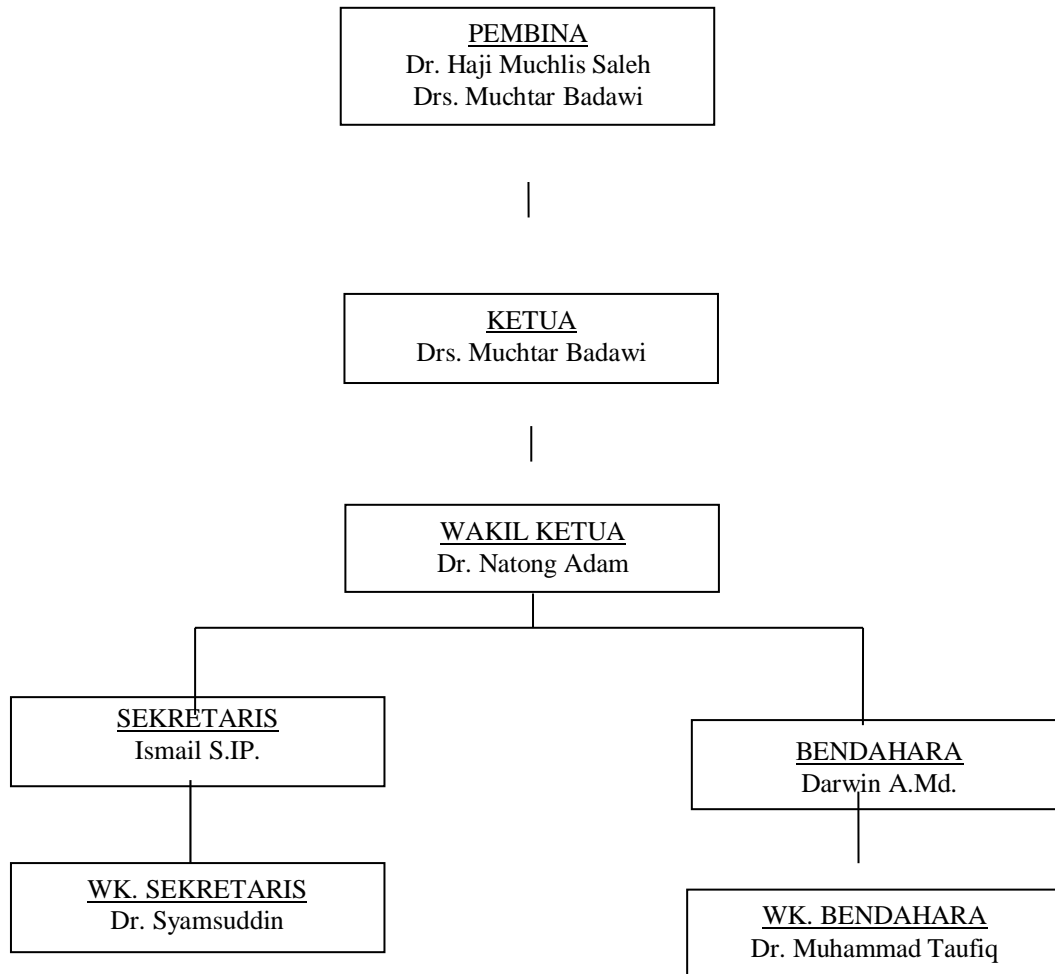 PEMBINA
Dr. Haji Muchlis Saleh
Drs. Muchtar Badawi
KETUA
Drs. Muchtar Badawi
WAKIL KETUA
Dr. Natong Adam
SEKRETARIS
Ismail S.IP.
BENDAHARA
Darwin A.Md.
WK. SEKRETARIS
Dr. Syamsuddin
WK. BENDAHARA
Dr. Muhammad Taufiq